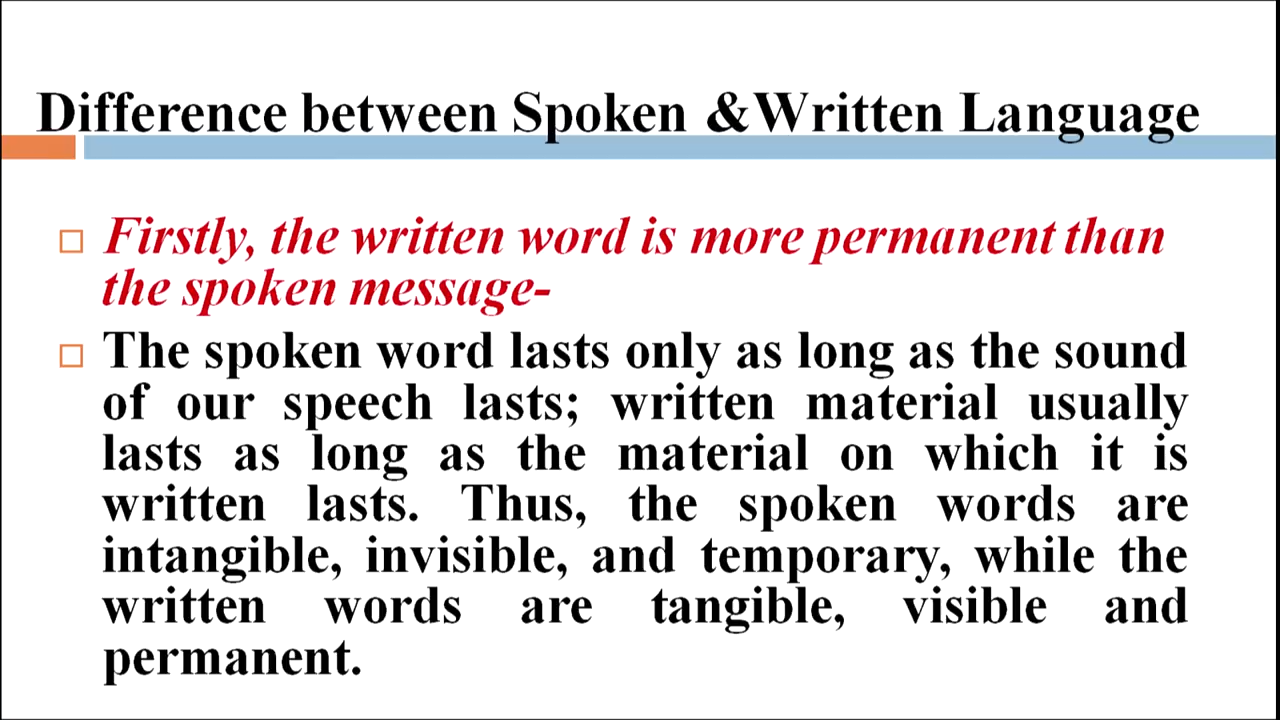 Difference between Spoken &Written Language
Firstly, the written word is more permanent than
the spoken message-
The spoken word lasts only as long as the sound
of our speech lasts; written material usually
lasts as long as the material on which it is
written lasts. Thus, the spoken words are
intangible, invisible, and temporary, while the
written words are tangible, visible and
permanent.